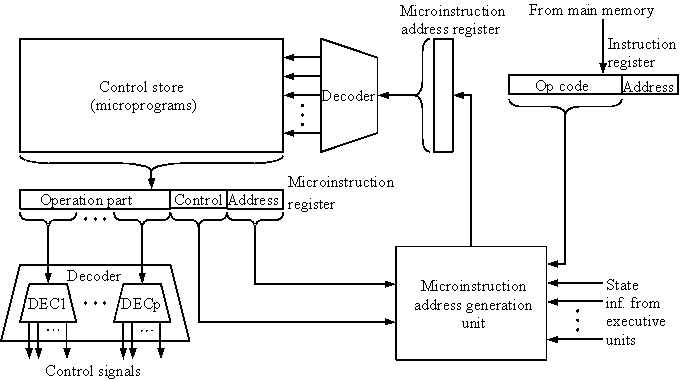 Microinstruction
address register
From main memory
Instruction
register
Control store
(microprograms)
Decoder
Op code
Address
Operation part
Control
Address
Microinstruction
register
Decoder
DEC1
DECp
Microinstruction
address generation
unit
State
inf. from
executive
units
Control signals